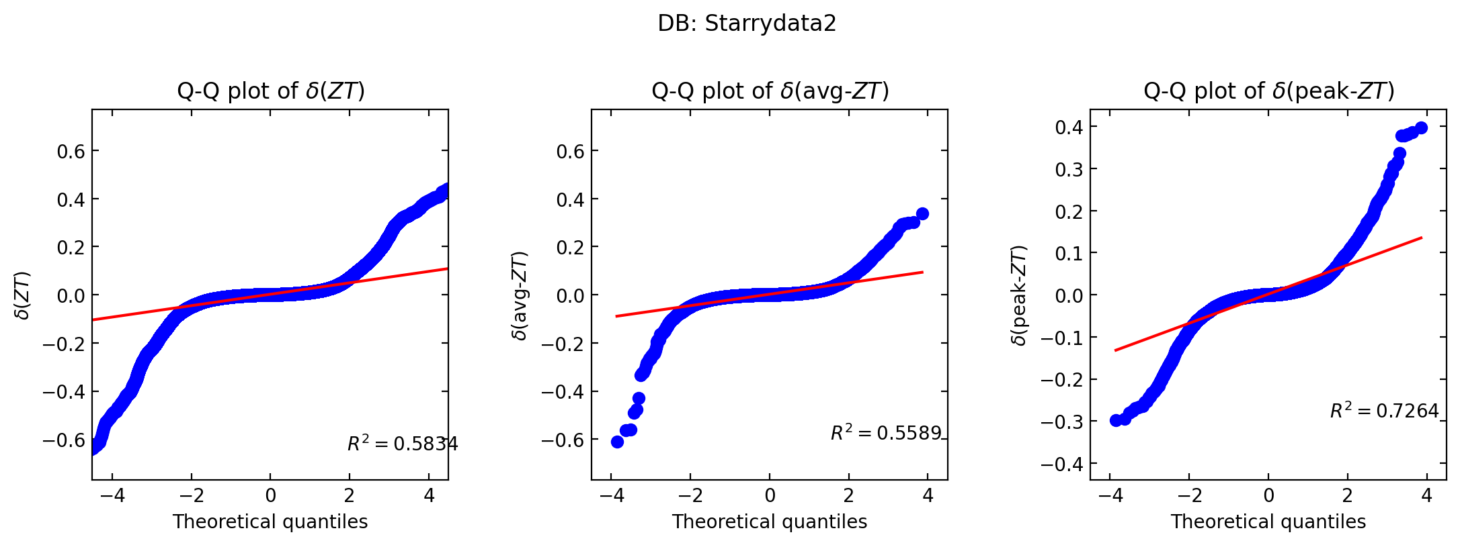 DB: Starrydata2
Q-Q plot of δ(ZT)
δ(ZT)
0.6
0.4
0.2
0.0
−0.2
−0.4
−0.6
R² = 0.5834
−4 −2 0 2 4
Theoretical quantiles
Q-Q plot of δ(avg-ZT)
δ(avg-ZT)
0.6
0.4
0.2
0.0
−0.2
−0.4
−0.6
R² = 0.5589
−4 −2 0 2 4
Theoretical quantiles
Q-Q plot of δ(peak-ZT)
δ(peak-ZT)
0.4
0.3
0.2
0.1
0.0
−0.1
−0.2
−0.3
−0.4
R² = 0.7264
−4 −2 0 2 4
Theoretical quantiles